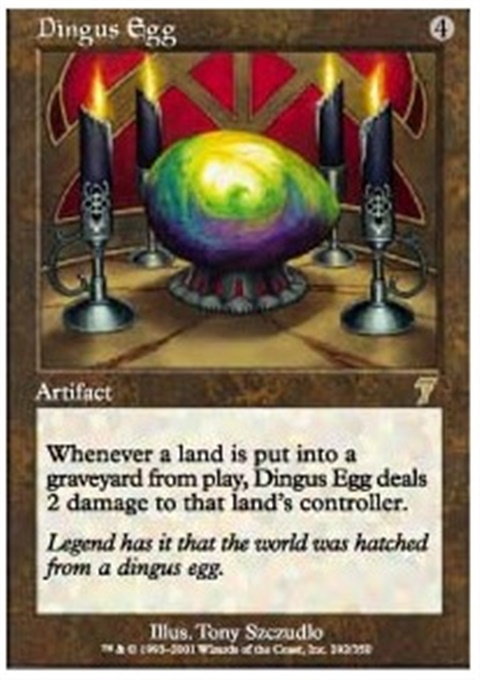 Dingus Egg 4
Artifact
Whenever a land is put into a
graveyard from play, Dingus Egg deals
2 damage to that land's controller.
Legend has it that the world was hatched
from a dingus egg.
Illus. Tony Szczudlo
™ & © 1993-2001 Wizards of the Coast, Inc. 292/350